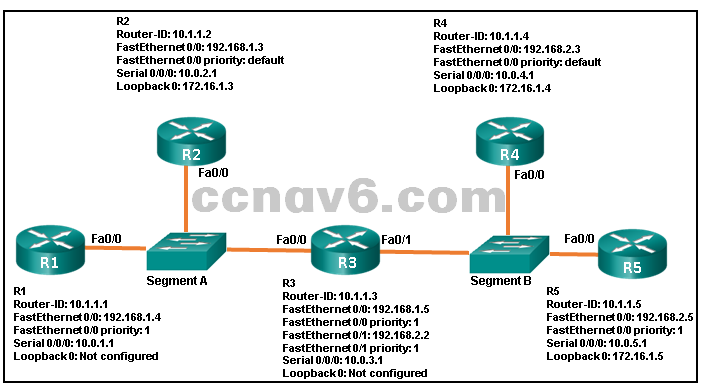 R2
Router-ID: 10.1.1.2
FastEthernet 0/0: 192.168.1.3
FastEthernet 0/0 priority: default
Serial 0/0/0: 10.0.2.1
Loopback 0: 172.16.1.3
R4
Router-ID: 10.1.1.4
FastEthernet 0/0: 192.168.2.3
FastEthernet 0/0 priority: default
Serial 0/0/0: 10.0.4.1
Loopback 0: 172.16.1.4
R2
Fa0/0
R4
Fa0/0
ccnav6.com
R1
Fa0/0
Segment A
Fa0/0
R3
Fa0/1
Segment B
Fa0/0
R5
R1
Router-ID: 10.1.1.1
FastEthernet 0/0: 192.168.1.4
FastEthernet 0/0 priority: 1
Serial 0/0/0: 10.0.1.1
Loopback 0: Not configured
R3
Router-ID: 10.1.1.3
FastEthernet 0/0: 192.168.1.5
FastEthernet 0/0 priority: 1
FastEthernet 0/1: 192.168.2.2
FastEthernet 0/1 priority: 1
Serial 0/0/0: 10.0.3.1
Loopback 0: Not configured
R5
Router-ID: 10.1.1.5
FastEthernet 0/0: 192.168.2.5
FastEthernet 0/0 priority: 1
Serial 0/0/0: 10.0.5.1
Loopback 0: 172.16.1.5